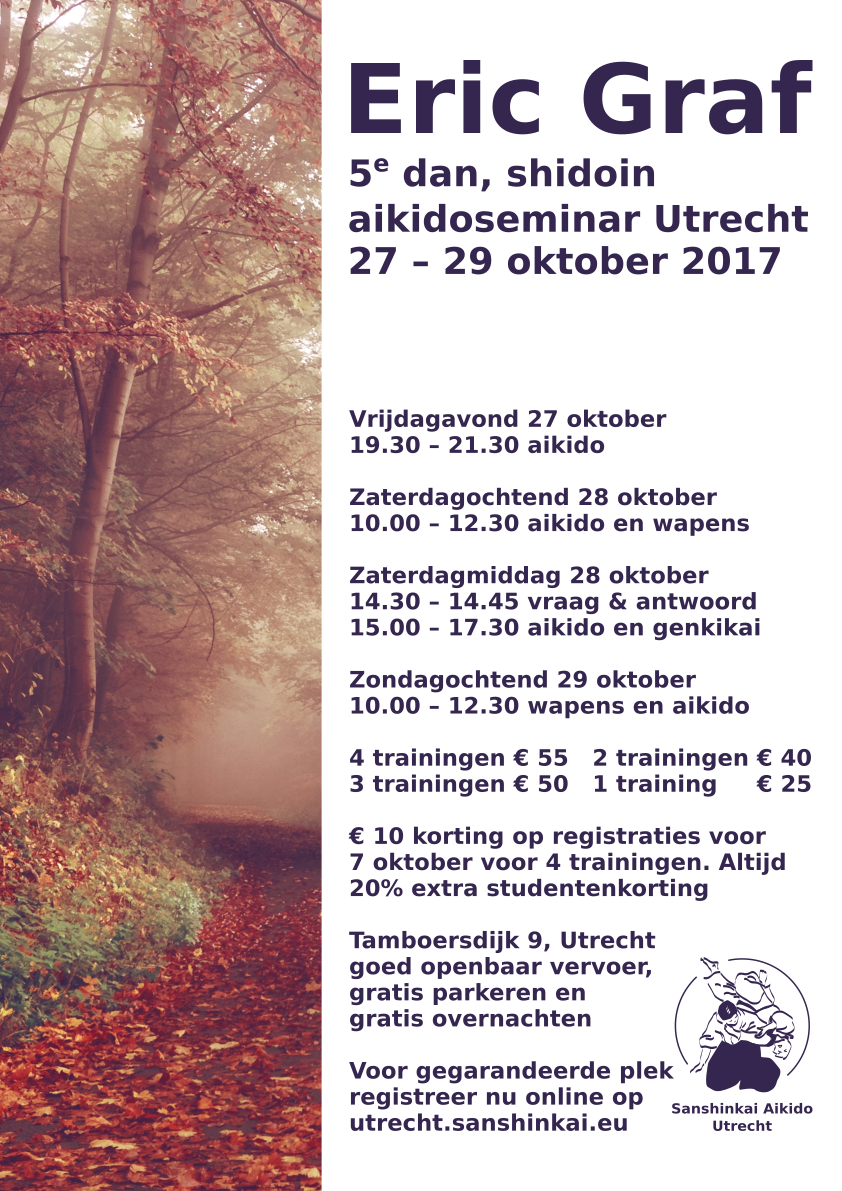 Eric Graf
5e dan, shidoin
aikidoseminar Utrecht
27 – 29 oktober 2017
Vrijdagavond 27 oktober
19.30 – 21.30 aikido
Zaterdagochtend 28 oktober
10.00 – 12.30 aikido en wapens
Zaterdagmiddag 28 oktober
14.30 – 14.45 vraag & antwoord
15.00 – 17.30 aikido en genkikai
Zondagochtend 29 oktober
10.00 – 12.30 wapens en aikido
4 trainingen € 55 2 trainingen € 40
3 trainingen € 50 1 training € 25
€ 10 korting op registraties voor
7 oktober voor 4 trainingen. Altijd
20% extra studentenkorting
Tamboersdijk 9, Utrecht
goed openbaar vervoer,
gratis parkeren en
gratis overnachten
Voor gegarandeerde plek
registreer nu online op
utrecht.sanshinkai.eu
Sanshinkai Aikido
Utrecht